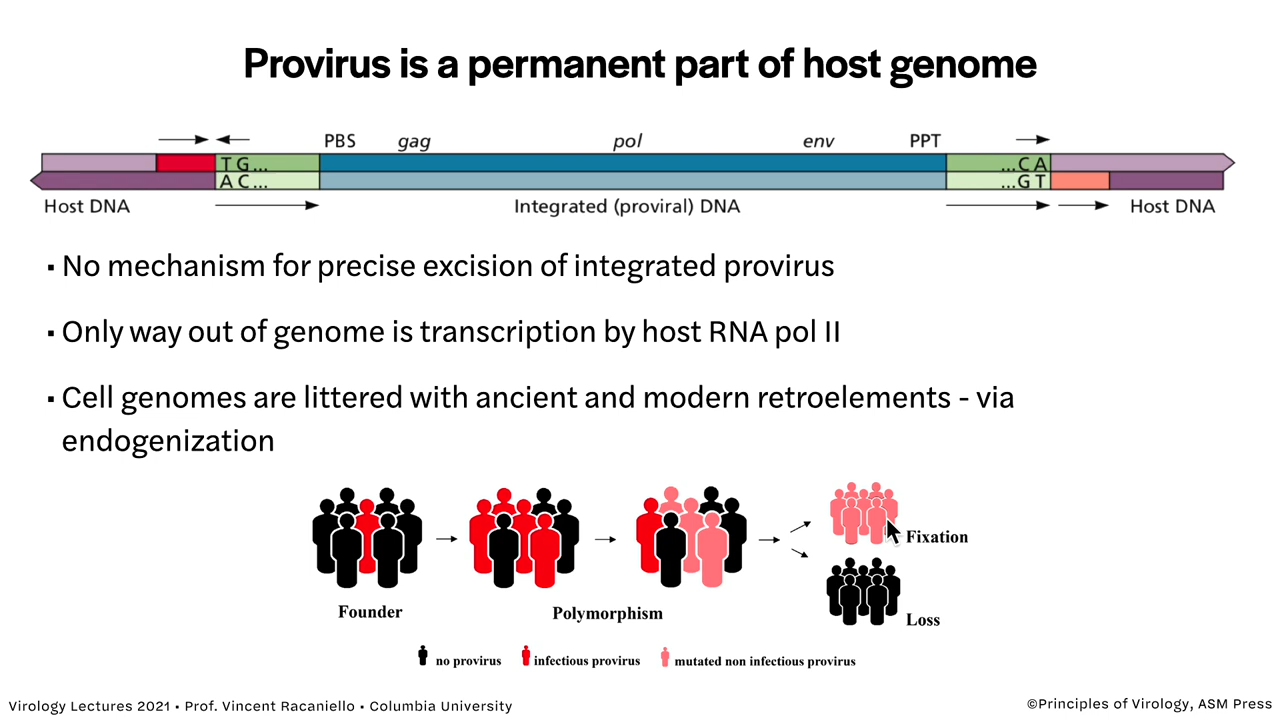 Provirus is a permanent part of host genome
PBS gag pol env PPT
T G... ...C A
A C... ...G T
Host DNA Integrated (proviral) DNA Host DNA
▪ No mechanism for precise excision of integrated provirus
▪ Only way out of genome is transcription by host RNA pol II
▪ Cell genomes are littered with ancient and modern retroelements - via
endogenization
Fixation
Founder Polymorphism
Loss
no provirus infectious provirus mutated non infectious provirus
Virology Lectures 2021 • Prof. Vincent Racaniello • Columbia University
©Principles of Virology, ASM Press